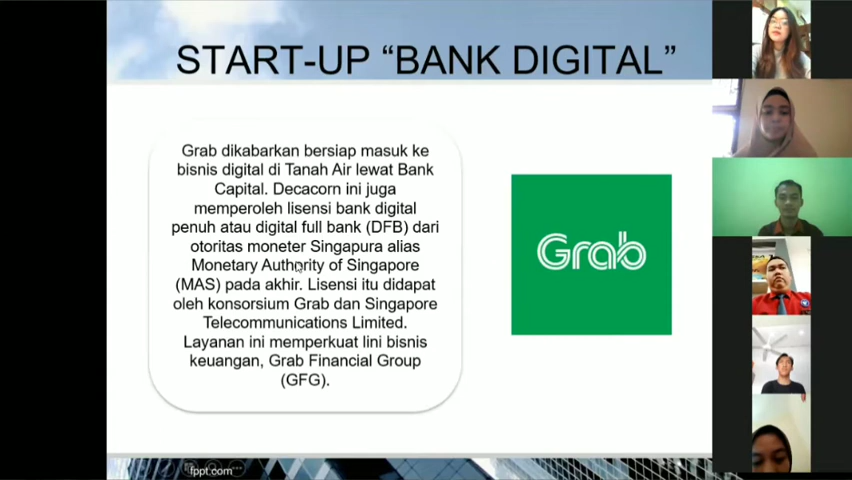 START-UP “BANK DIGITAL”
Grab dikabarkan bersiap masuk ke
bisnis digital di Tanah Air lewat Bank
Capital. Decacorn ini juga
memperoleh lisensi bank digital
penuh atau digital full bank (DFB) dari
otoritas moneter Singapura alias
Monetary Authority of Singapore
(MAS) pada akhir. Lisensi itu didapat
oleh konsorsium Grab dan Singapore
Telecommunications Limited.
Layanan ini memperkuat lini bisnis
keuangan, Grab Financial Group
(GFG).
Grab
fppt.com